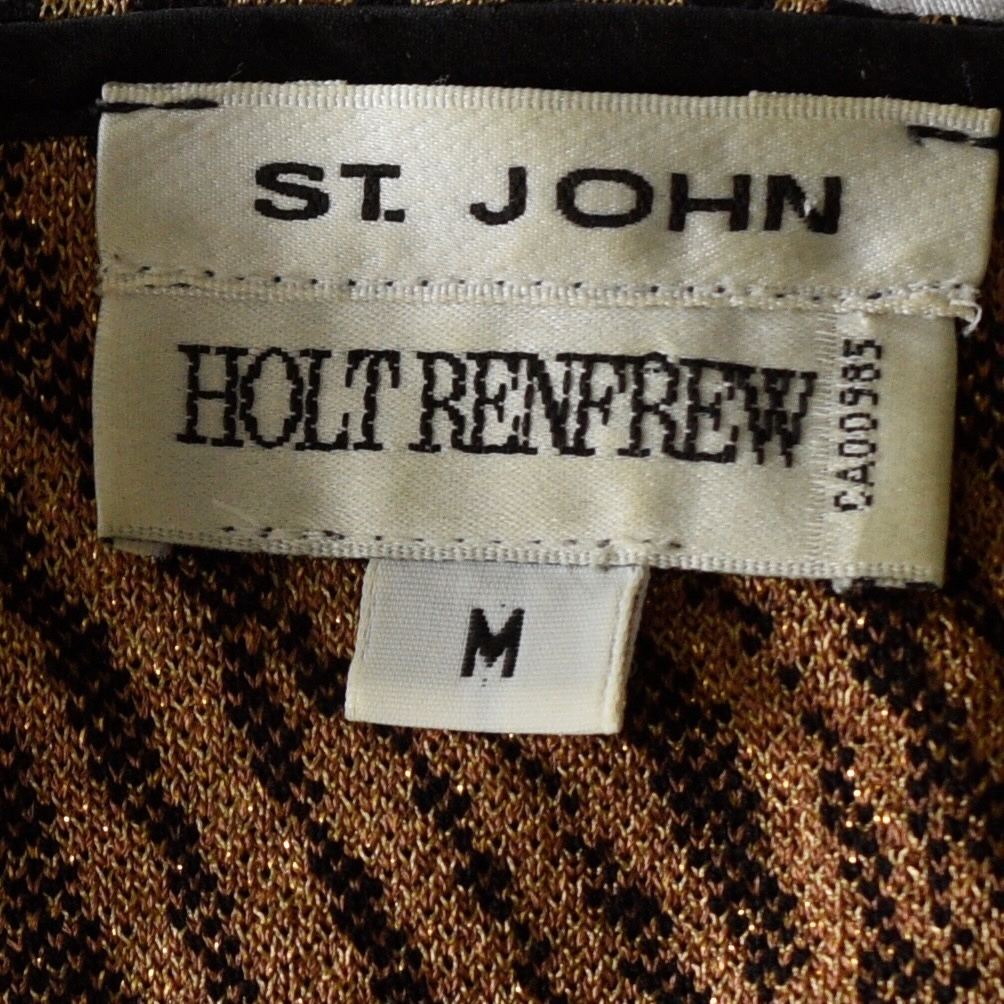 ST. JOHN
HOLT RENFREW
CA00985
M